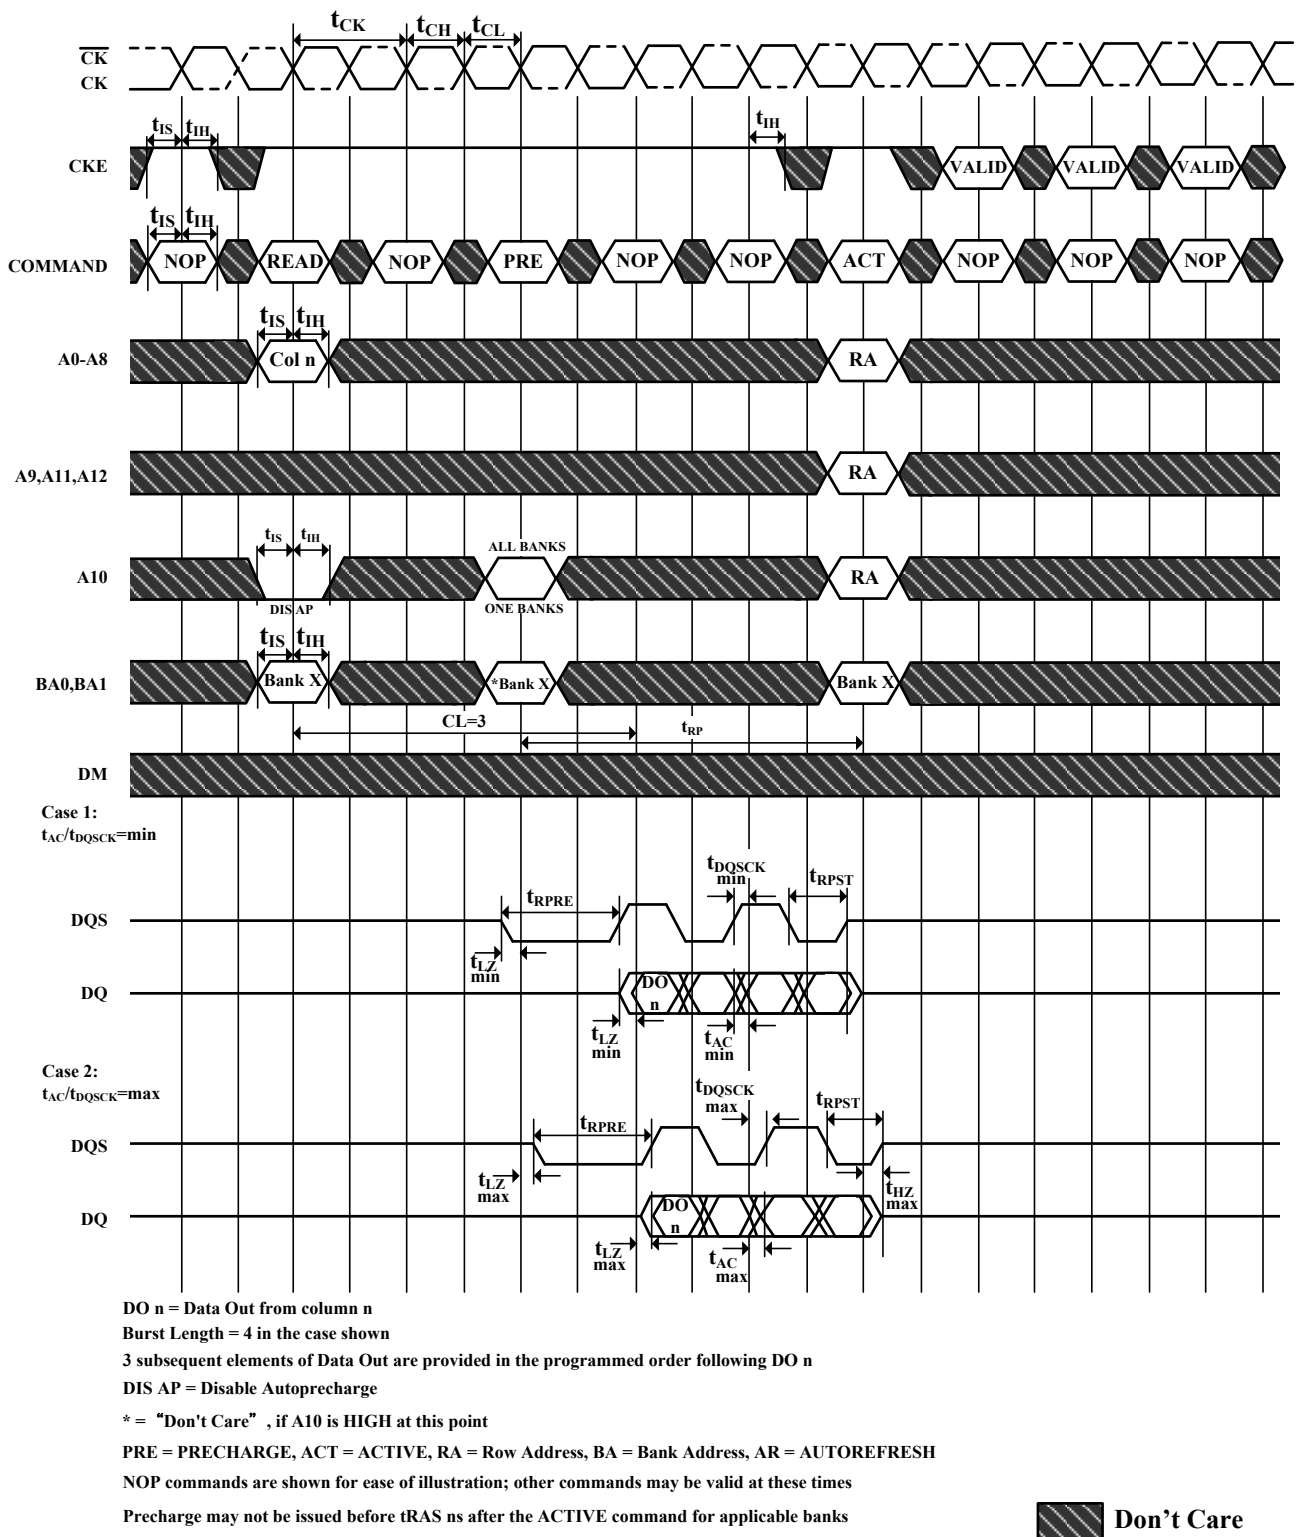 tCK tCH tCL
CK
CK
tIS tIH tIH
CKE VALID VALID VALID
tIS tIH
COMMAND NOP READ NOP PRE NOP NOP ACT NOP NOP NOP
tIS tIH
A0-A8 Col n RA
A9,A11,A12 RA
tIS tIH ALL BANKS
A10 RA
DIS AP ONE BANKS
tIS tIH
BA0,BA1 Bank X *Bank X Bank X
CL=3 tRP
DM
Case 1:
tAC/tDQSCK=min
tDQSCK min tRPST
tRPRE
DQS
tLZ min
DQ DO n
tLZ min tAC min
Case 2:
tAC/tDQSCK=max
tDQSCK max tRPST
tRPRE
DQS
tLZ max tHZ max
DQ DO n
tLZ max tAC max
DO n = Data Out from column n
Burst Length = 4 in the case shown
3 subsequent elements of Data Out are provided in the programmed order following DO n
DIS AP = Disable Autoprecharge
* = “Don't Care”, if A10 is HIGH at this point
PRE = PRECHARGE, ACT = ACTIVE, RA = Row Address, BA = Bank Address, AR = AUTOREFRESH
NOP commands are shown for ease of illustration; other commands may be valid at these times
Precharge may not be issued before tRAS ns after the ACTIVE command for applicable banks
Don’t Care